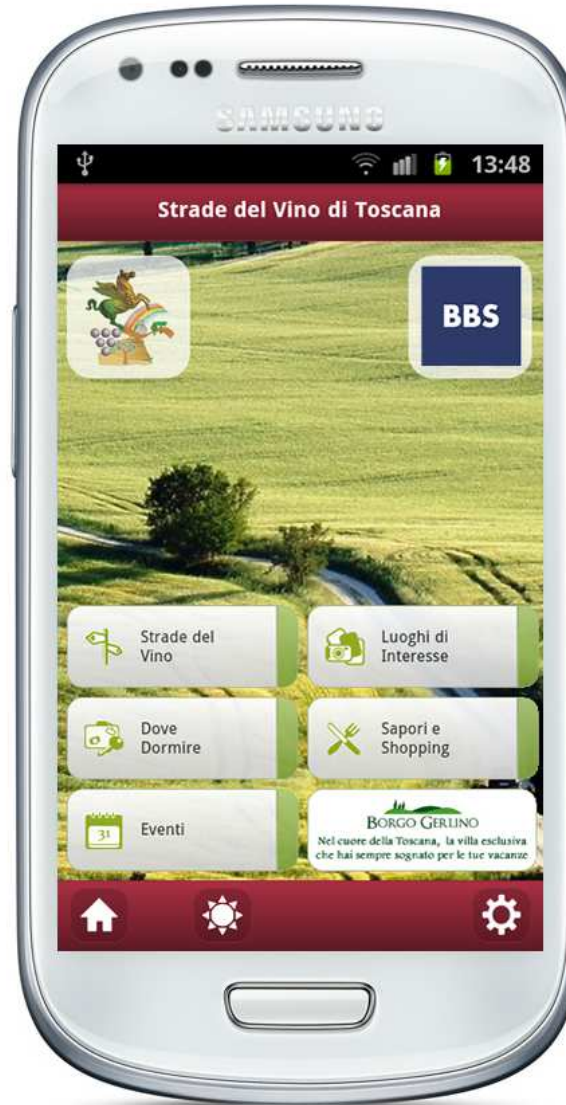 SAMSUNG
13:48
Strade del Vino di Toscana
BBS
Strade del
Vino
Luoghi di
Interesse
Dove
Dormire
Sapori e
Shopping
31
Eventi
BORGO GERLINO
Nel cuore della Toscana, la villa esclusiva
che hai sempre sognato per le tue vacanze